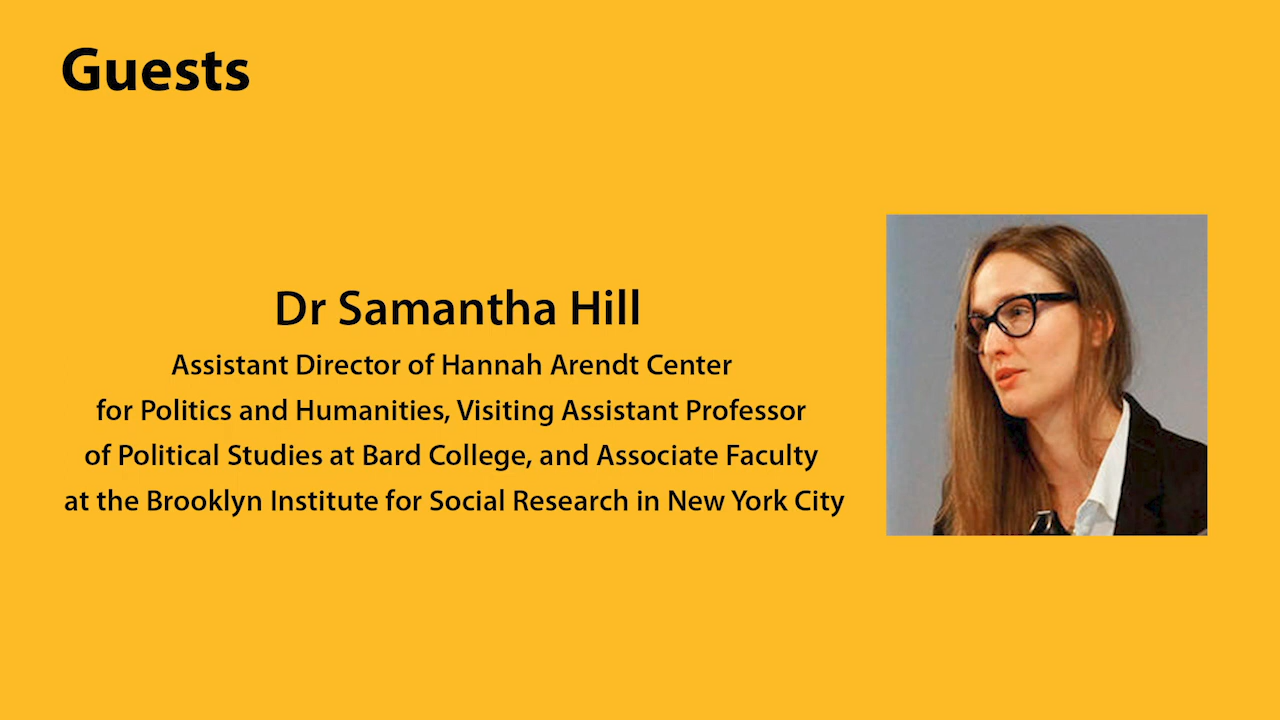 Guests
Dr Samantha Hill
Assistant Director of Hannah Arendt Center
for Politics and Humanities, Visiting Assistant Professor
of Political Studies at Bard College, and Associate Faculty
at the Brooklyn Institute for Social Research in New York City